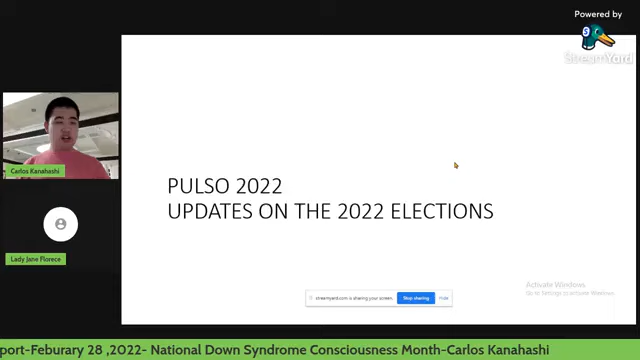 Powered by
StreamYard
PULSO 2022
UPDATES ON THE 2022 ELECTIONS
Carlos Kanahashi
Lady Jane Florece
Activate Windows
Go to Settings to activate Windows.
streamyard.com is sharing your screen.
Stop sharing
Hide
port-Feburary 28 ,2022- National Down Syndrome Consciousness Month-Carlos Kanahashi